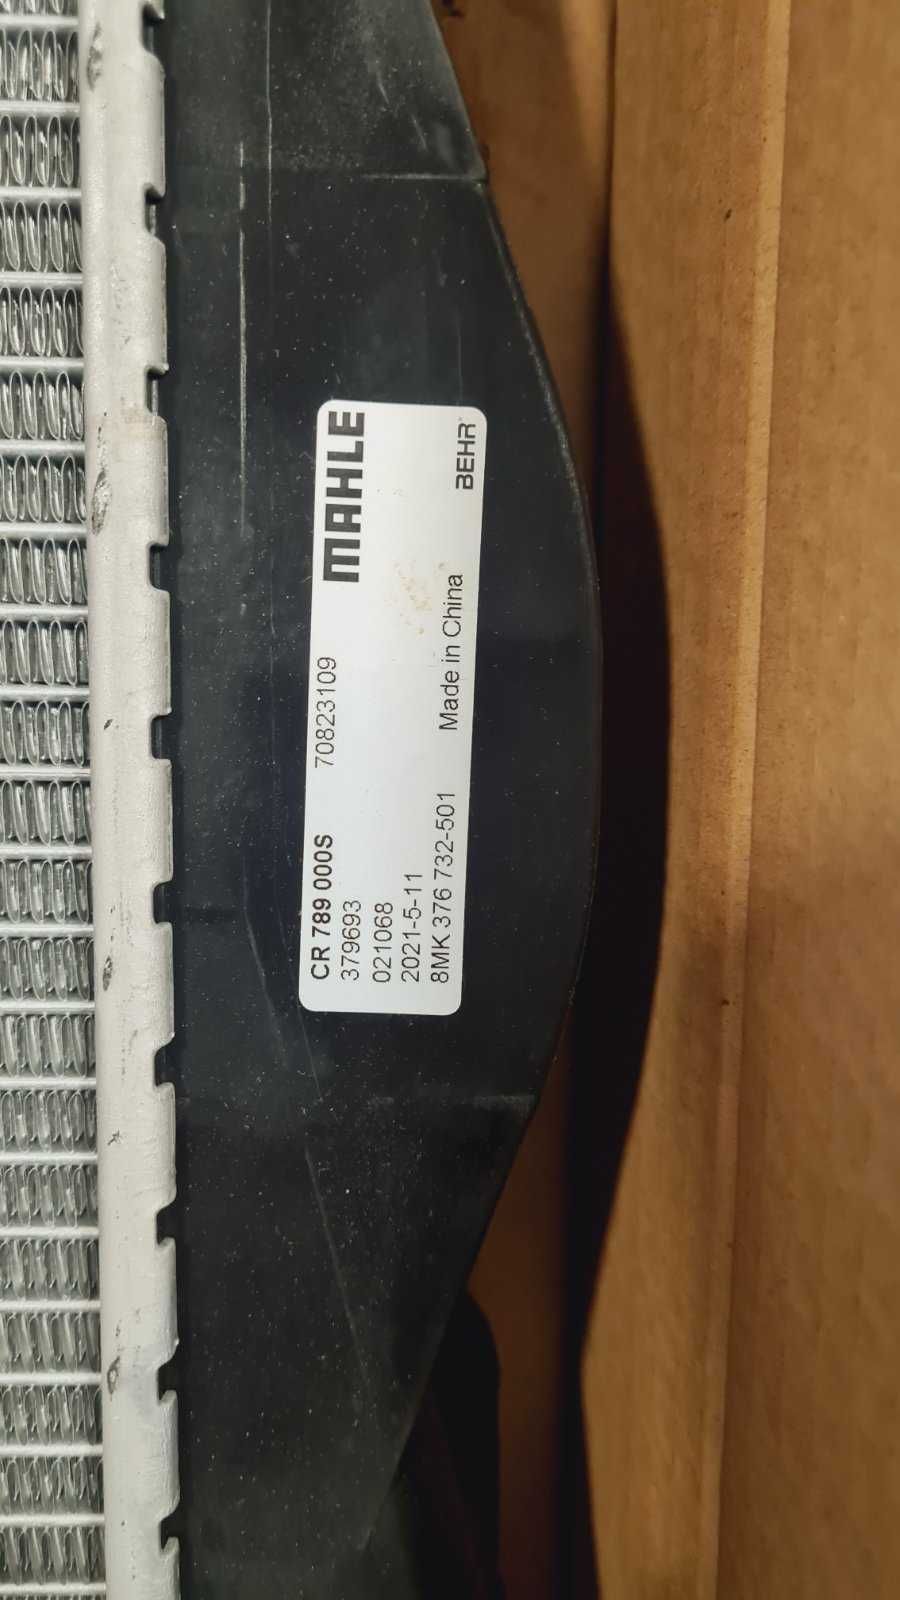 MAHLE
CR 789 000S 70823109
379693
021068
2021-5-11
8MK 376 732-501 Made in China BEHR